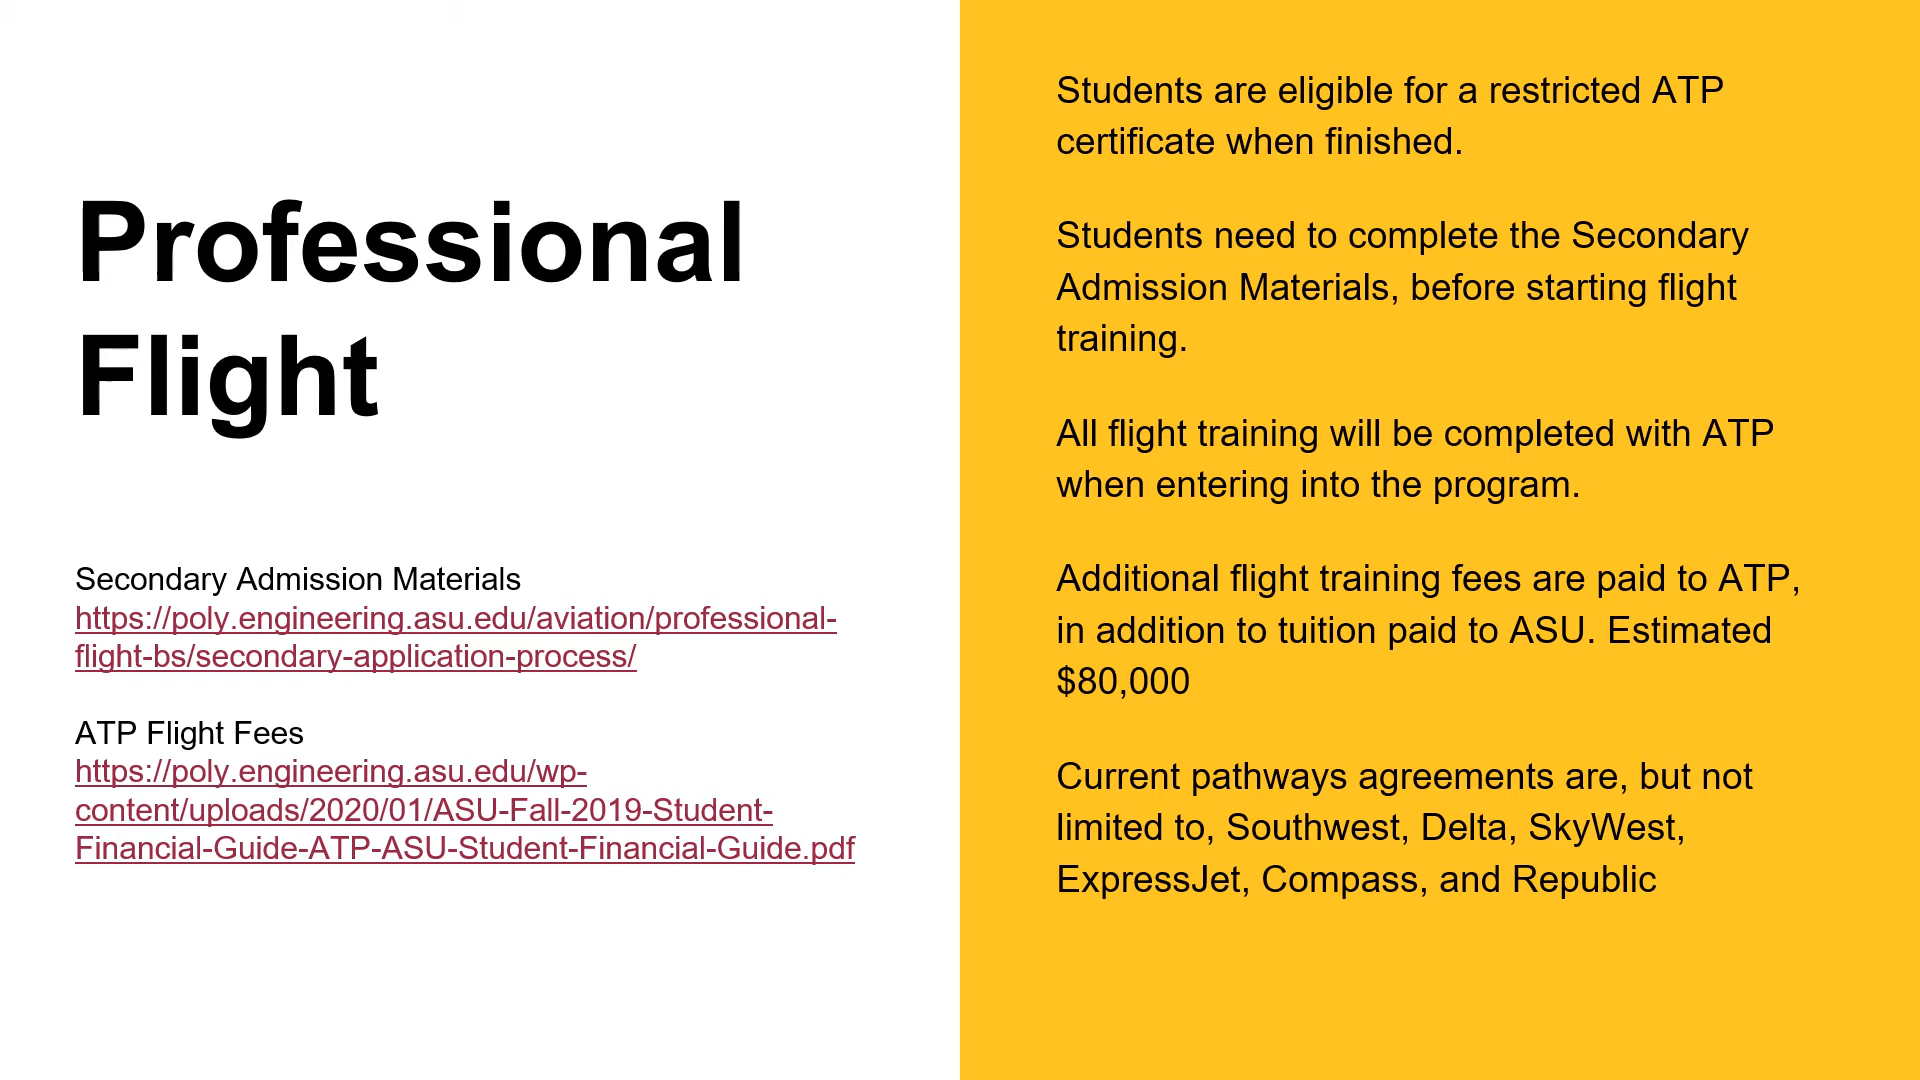 Professional
Flight
Secondary Admission Materials
https://poly.engineering.asu.edu/aviation/professional-
flight-bs/secondary-application-process/
ATP Flight Fees
https://poly.engineering.asu.edu/wp-
content/uploads/2020/01/ASU-Fall-2019-Student-
Financial-Guide-ATP-ASU-Student-Financial-Guide.pdf
Students are eligible for a restricted ATP
certificate when finished.
Students need to complete the Secondary
Admission Materials, before starting flight
training.
All flight training will be completed with ATP
when entering into the program.
Additional flight training fees are paid to ATP,
in addition to tuition paid to ASU. Estimated
$80,000
Current pathways agreements are, but not
limited to, Southwest, Delta, SkyWest,
ExpressJet, Compass, and Republic